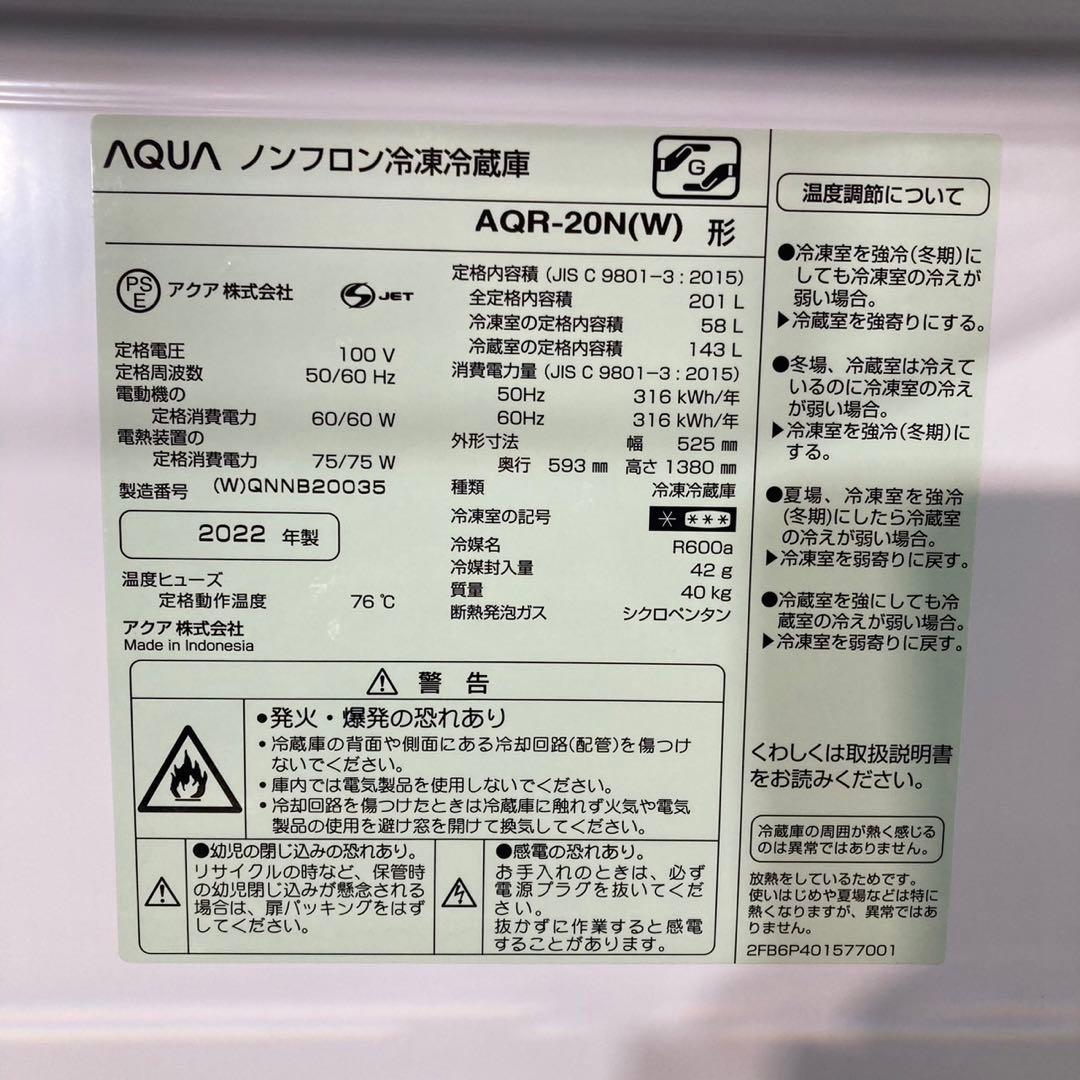 AQUA ノンフロン冷凍冷蔵庫
G
AQR-20N(W) 形
PS
E
アクア 株式会社
S JET
定格電圧 100 V
定格周波数 50/60 Hz
電動機の
定格消費電力 60/60 W
電熱装置の
定格消費電力 75/75 W
製造番号 (W)QNNB20035
2022 年製
温度ヒューズ
定格動作温度 76 ℃
アクア 株式会社
Made in Indonesia
定格内容積 (JIS C 9801-3 : 2015)
全定格内容積 201 L
冷凍室の定格内容積 58 L
冷蔵室の定格内容積 143 L
消費電力量 (JIS C 9801-3 : 2015)
50Hz 316 kWh/年
60Hz 316 kWh/年
外形寸法 幅 525 ㎜
奥行 593 ㎜ 高さ 1380 ㎜
種類 冷凍冷蔵庫
冷凍室の記号 * ***
冷媒名 R600a
冷媒封入量 42 g
質量 40 kg
断熱発泡ガス シクロペンタン
⚠ 警 告
●発火・爆発の恐れあり
・冷蔵庫の背面や側面にある冷却回路(配管)を傷つけ
ないでください。
・庫内では電気製品を使用しないでください。
・冷却回路を傷つけたときは冷蔵庫に触れず火気や電気
製品の使用を避け窓を開けて換気してください。
●幼児の閉じ込みの恐れあり。
リサイクルの時など、保管時
の幼児閉じ込みが懸念される
場合は、扉パッキングをはず
してください。
●感電の恐れあり。
お手入れのときは、必ず
電源プラグを抜いてくだ
さい。
抜かずに作業すると感電
することがあります。
温度調節について
●冷凍室を強冷(冬期)に
しても冷凍室の冷えが
弱い場合。
▶冷蔵室を強寄りにする。
●冬場、冷蔵室は冷えて
いるのに冷凍室の冷え
が弱い場合。
▶冷凍室を強冷(冬期)に
する。
●夏場、冷凍室を強冷
(冬期)にしたら冷蔵室
の冷えが弱い場合。
▶冷凍室を弱寄りに戻す。
●冷蔵室を強にしても冷
蔵室の冷えが弱い場合。
▶冷凍室を弱寄りに戻す。
くわしくは取扱説明書
をお読みください。
冷蔵庫の周囲が熱く感じる
のは異常ではありません。
放熱をしているためです。
使いはじめや夏場などは特に
熱くなりますが、異常ではあ
りません。
2FB6P401577001